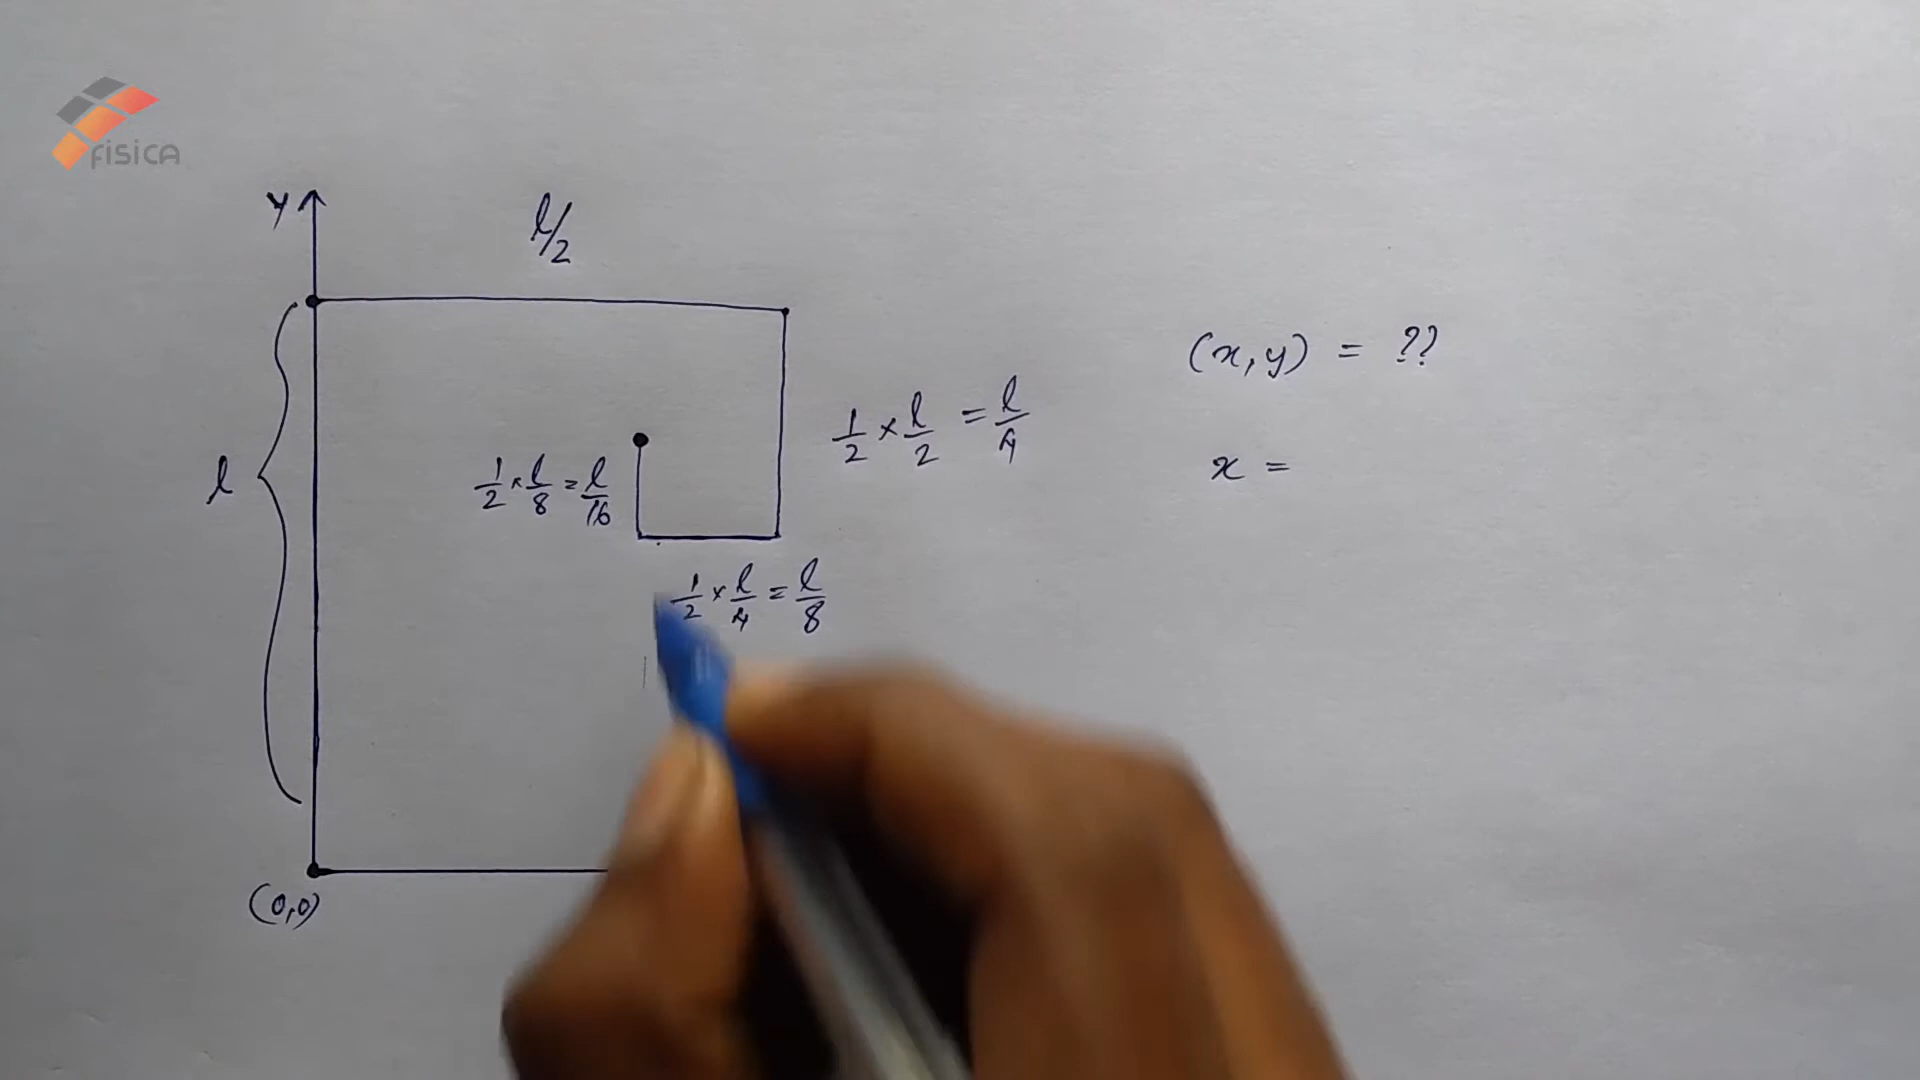 fisica
y
l/2
(x,y) = ??
1/2 × l/2 = l/4
l
x =
1/2 × l/8 = l/16
1/2 × l/4 = l/8
(0,0)